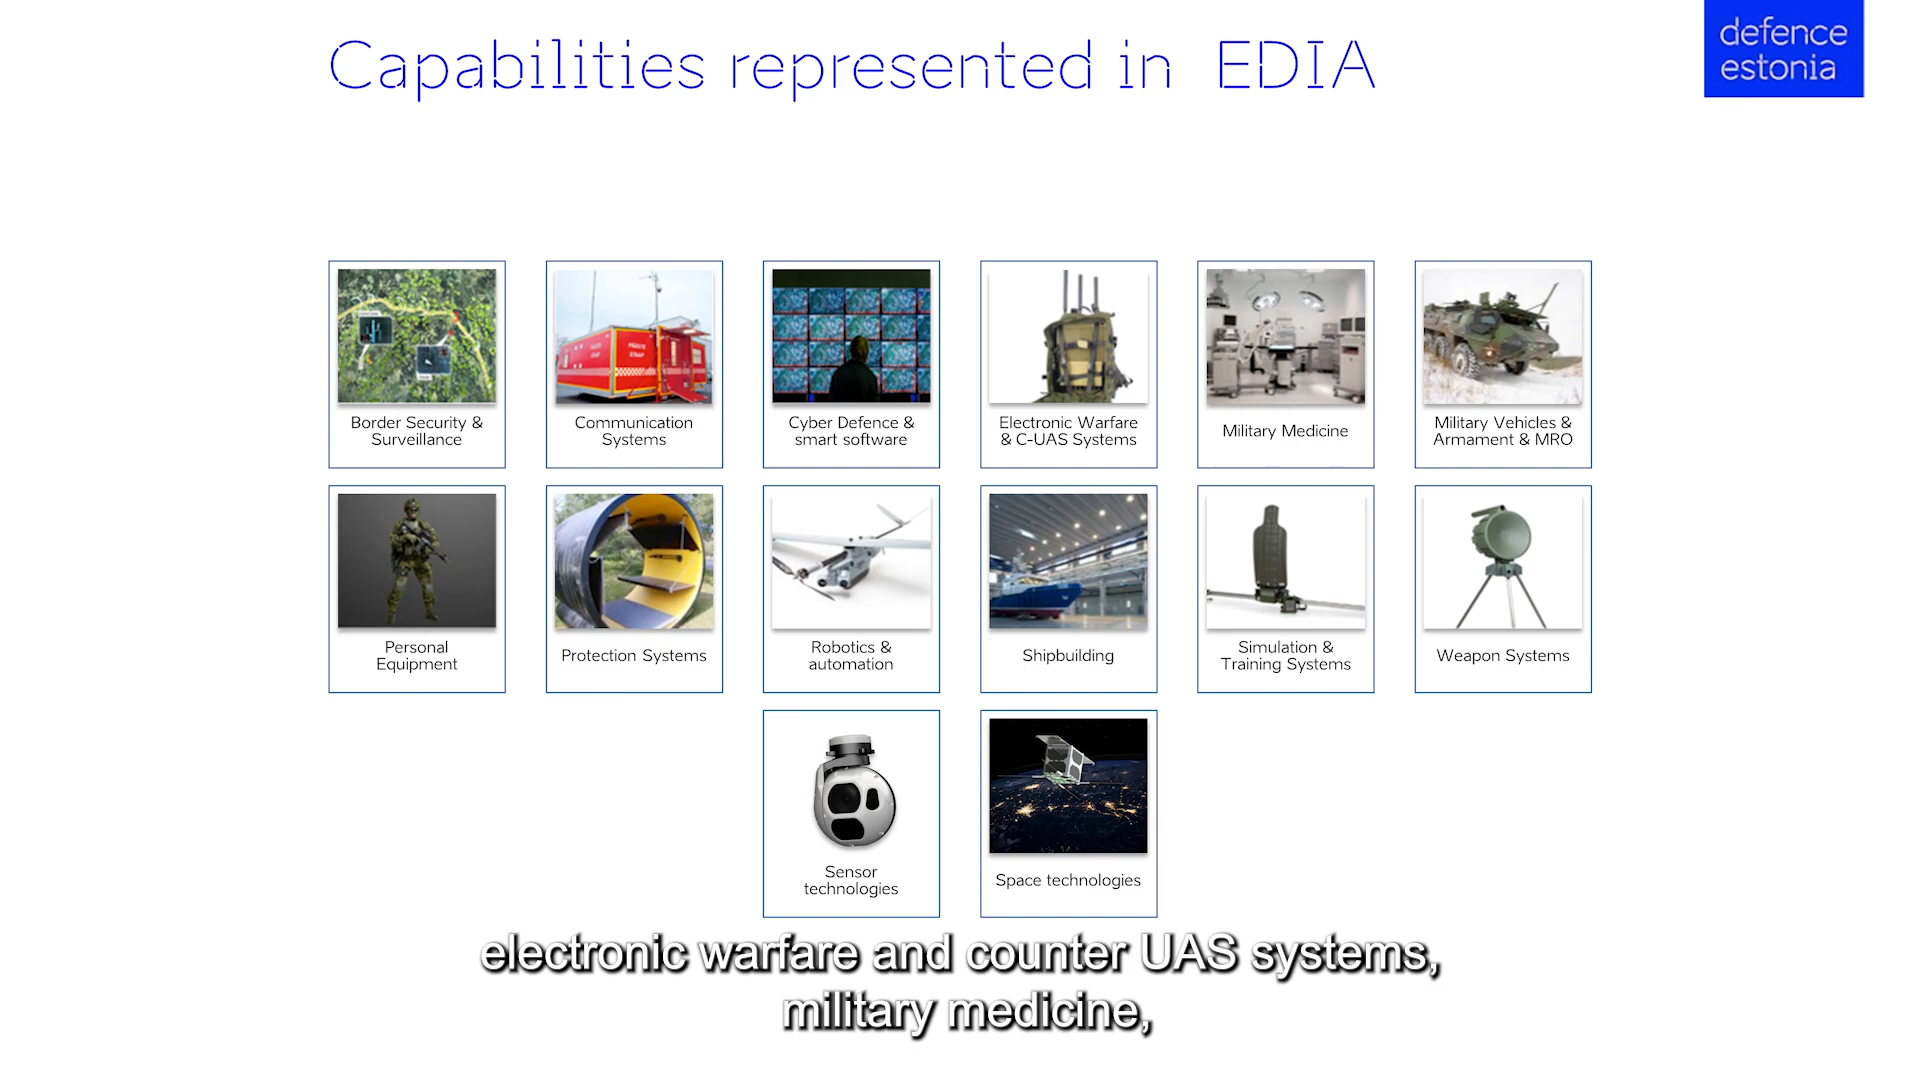 Capabilities represented in EDIA
defence
estonia
PÄÄSTE
STAAP
Border Security &
Surveillance
Communication
Systems
Cyber Defence &
smart software
Electronic Warfare
& C-UAS Systems
Military Medicine
Military Vehicles &
Armament & MRO
Personal
Equipment
Protection Systems
Robotics &
automation
Shipbuilding
Simulation &
Training Systems
Weapon Systems
Sensor
technologies
Space technologies
electronic warfare and counter UAS systems,
military medicine,